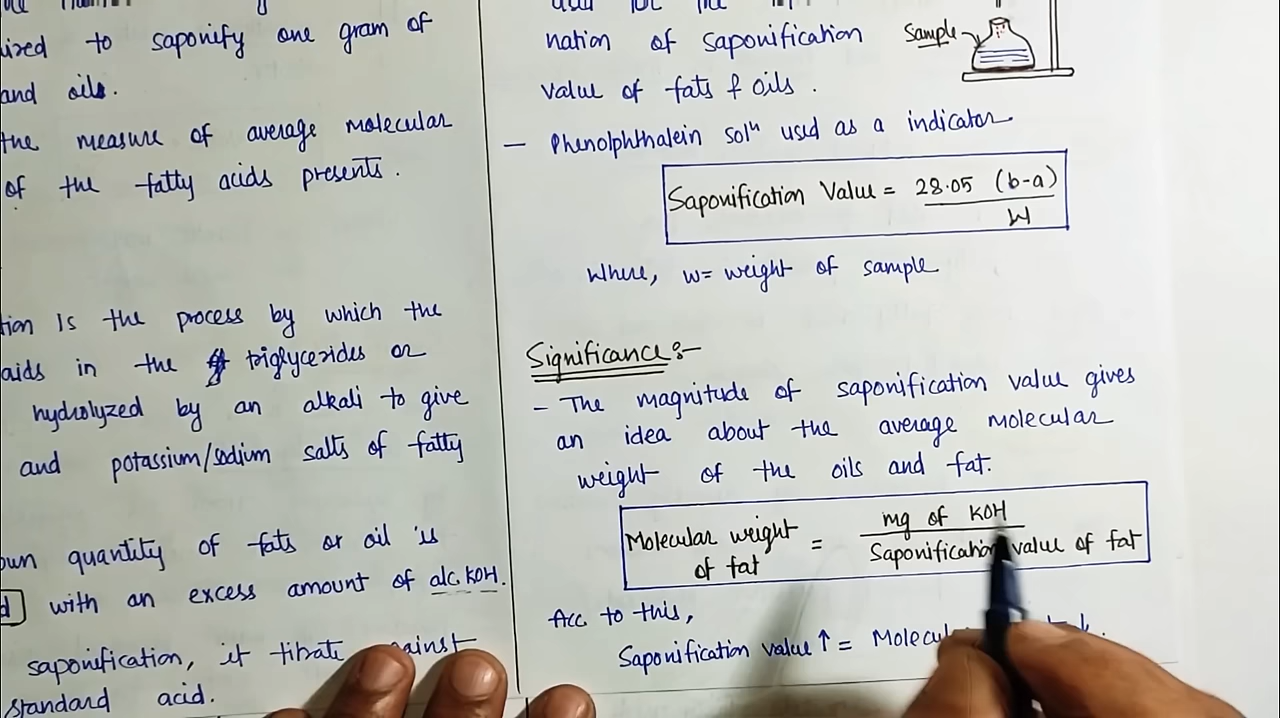 ired to saponify one gram of
and oils.
the measure of average molecular
of the fatty acids presents.
tion Is the process by which the
aids in the triglycerides or
hydrolyzed by an alkali to give
and potassium/sodium salts of fatty
own quantity of fats or oil is
with an excess amount of alc. KOH.
saponification, it titrate against
standard acid.
nation of saponification
value of fats & oils.
Sample
- Phenolphthalein solⁿ used as a indicator
Saponification Value = 28.05 (b-a)
W
Where, w= weight of sample
Significance:-
- The magnitude of saponification value gives
an idea about the average molecular
weight of the oils and fat.
Molecular weight of fat = mg of KOH
Saponification value of fat
Acc to this,
Saponification value ↑ = Molecul